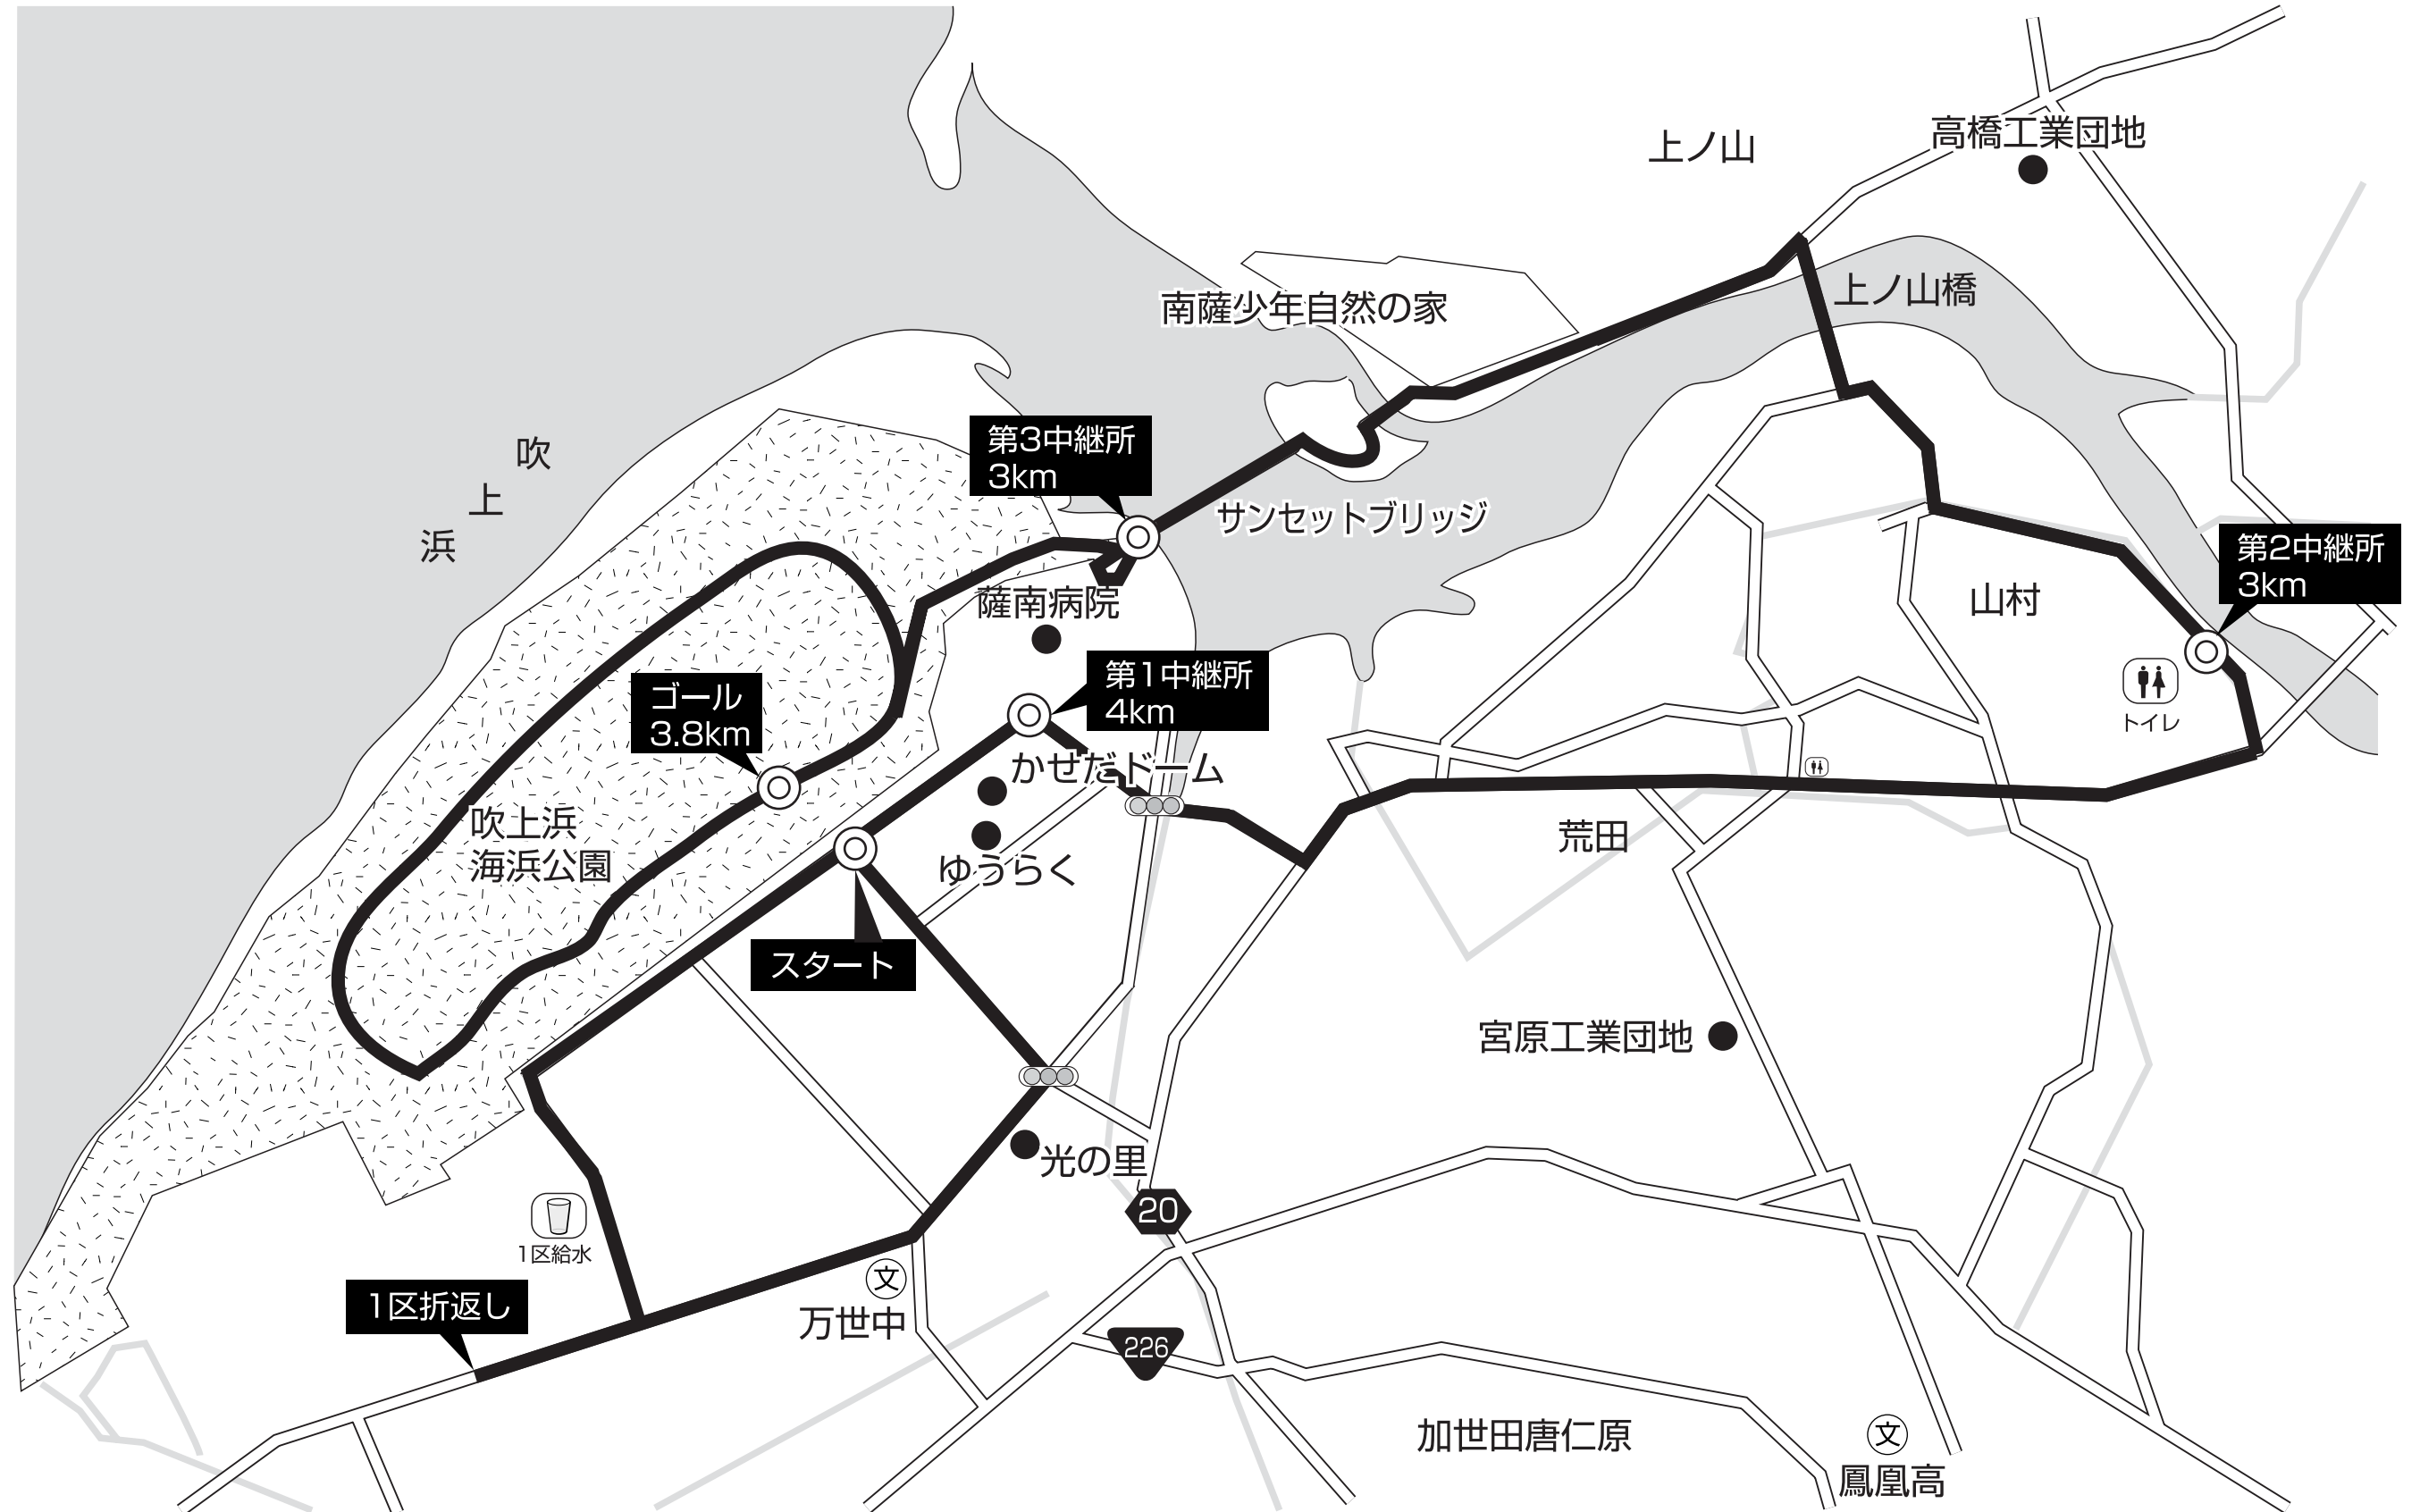 上ノ山
高橋工業団地
南薩少年自然の家
上ノ山橋
第3中継所
3km
吹
上
浜
サンセットブリッジ
第2中継所
3km
薩南病院
山村
第1中継所
4km
ゴール
3.8km
トイレ
かせだドーム
吹上浜
海浜公園
ゆうらく
荒田
スタート
宮原工業団地
光の里
20
1区給水
文
万世中
1区折返し
226
加世田唐仁原
文
鳳凰高